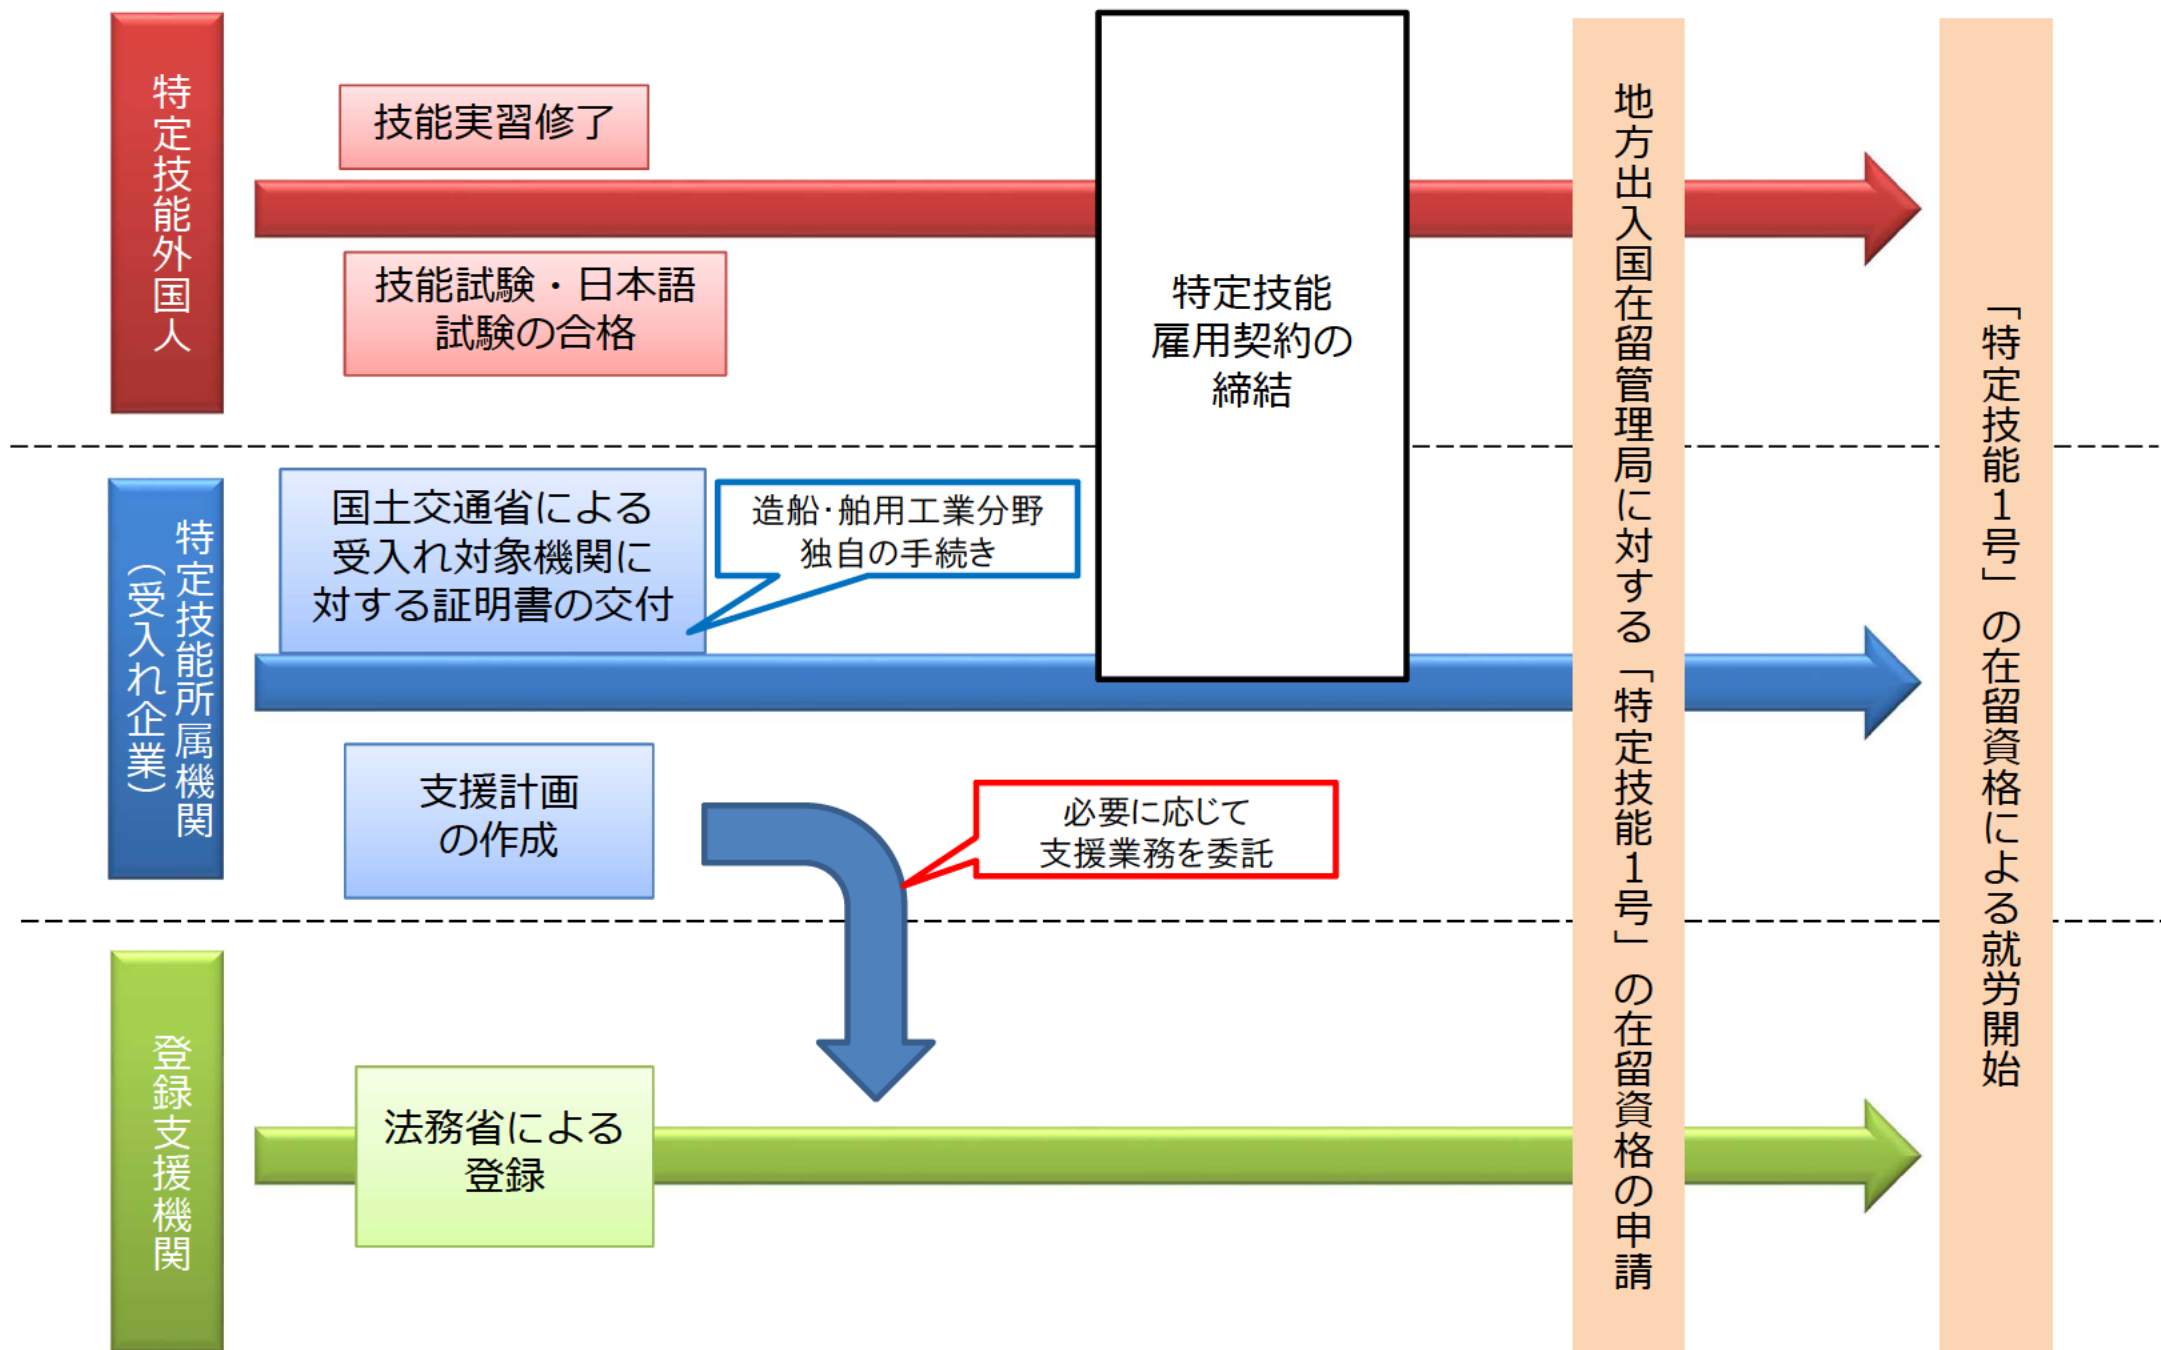 特定技能外国人
技能実習修了
技能試験・日本語
試験の合格
特定技能
雇用契約の
締結
特定技能所属機関
（受入れ企業）
国土交通省による
受入れ対象機関に
対する証明書の交付
造船・舶用工業分野
独自の手続き
支援計画
の作成
必要に応じて
支援業務を委託
登録支援機関
法務省による
登録
地方出入国在留管理局に対する「特定技能１号」の在留資格の申請
「特定技能１号」の在留資格による就労開始